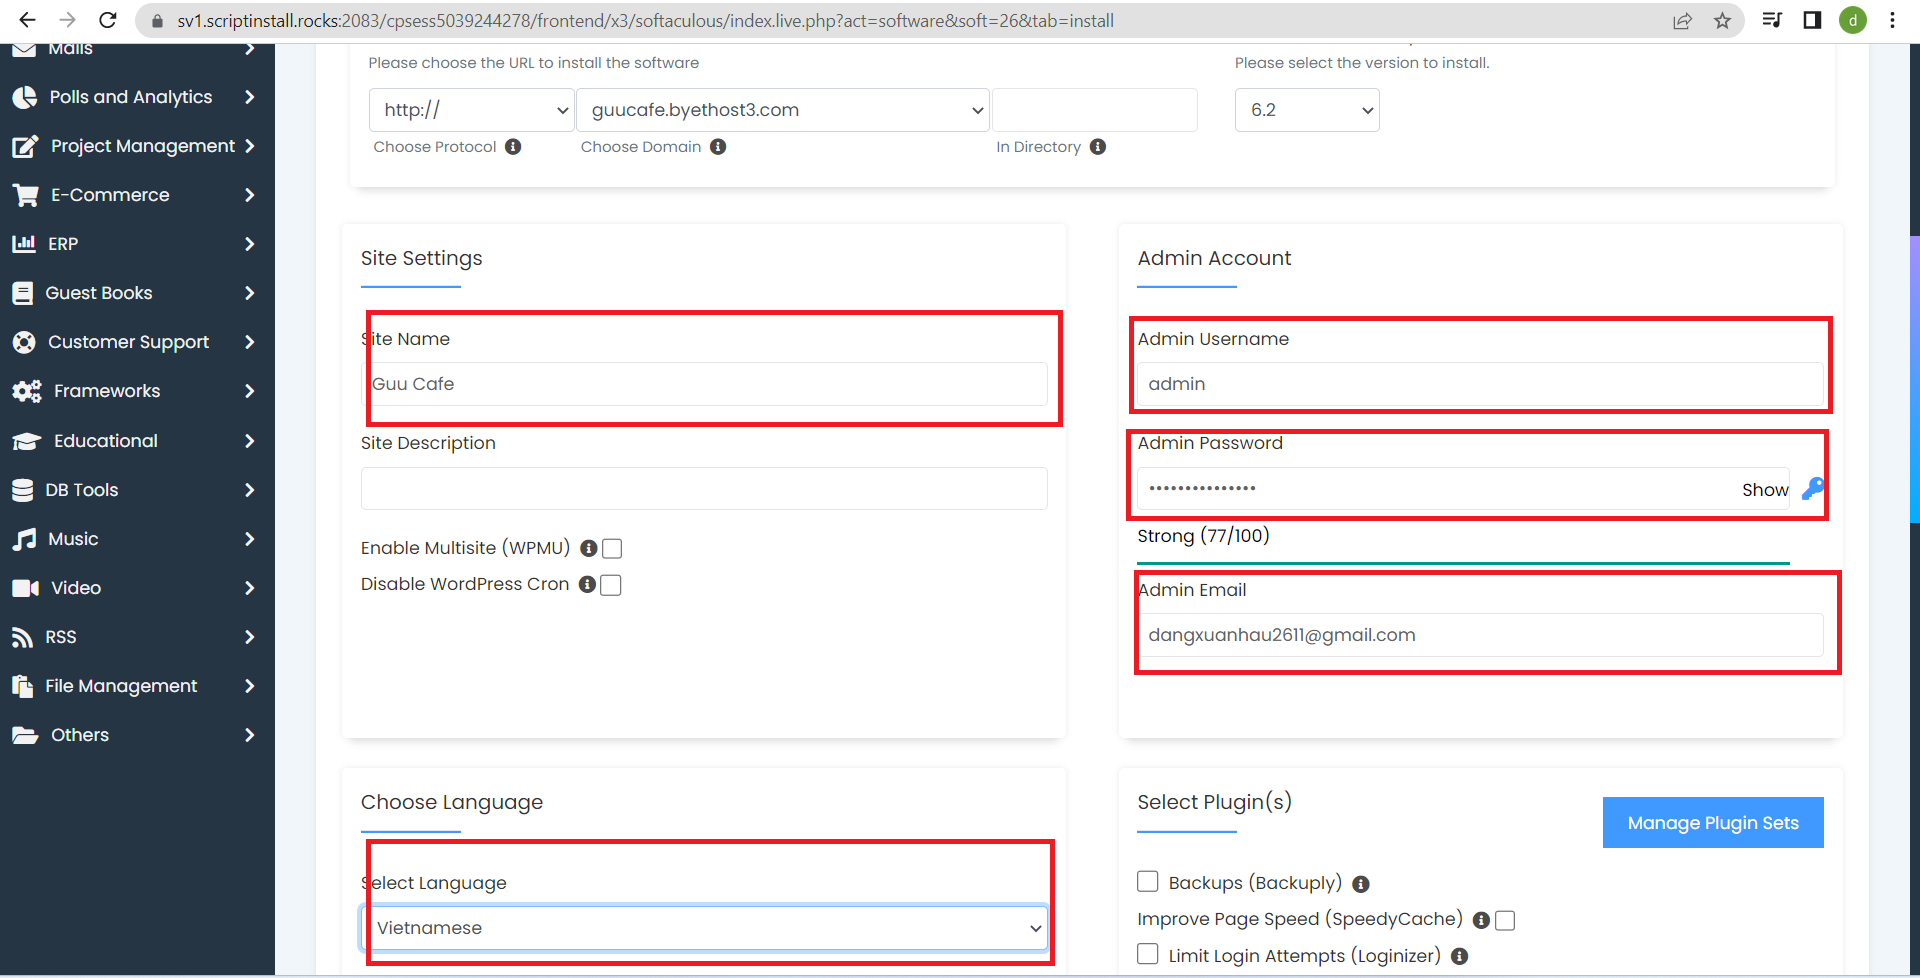 sv1.scriptinstall.rocks:2083/cpsess5039244278/frontend/x3/softaculous/index.live.php?act=software&soft=26&tab=install
d
Mails
Polls and Analytics
Project Management
E-Commerce
ERP
Guest Books
Customer Support
Frameworks
Educational
DB Tools
Music
Video
RSS
File Management
Others
Please choose the URL to install the software
http://
guucafe.byethost3.com
Choose Protocol
Choose Domain
In Directory
Please select the version to install.
6.2
Site Settings
Site Name
Guu Cafe
Site Description
Enable Multisite (WPMU)
Disable WordPress Cron
Admin Account
Admin Username
admin
Admin Password
•••••••••••••••
Show
Strong (77/100)
Admin Email
dangxuanhau2611@gmail.com
Choose Language
Select Language
Vietnamese
Select Plugin(s)
Manage Plugin Sets
Backups (Backuply)
Improve Page Speed (SpeedyCache)
Limit Login Attempts (Loginizer)